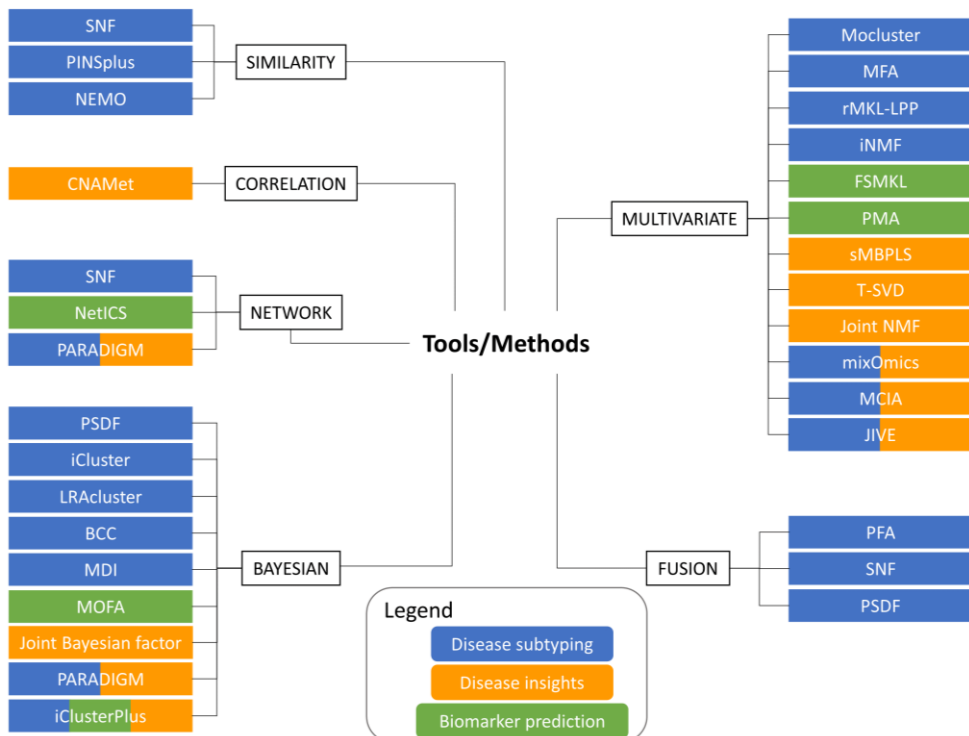 SNF
PINSplus
NEMO
SIMILARITY
CNAMet
CORRELATION
SNF
NetICS
PARADIGM
NETWORK
PSDF
iCluster
LRAcluster
BCC
MDI
MOFA
Joint Bayesian factor
PARADIGM
iClusterPlus
BAYESIAN
Tools/Methods
MULTIVARIATE
Mocluster
MFA
rMKL-LPP
iNMF
FSMKL
PMA
sMBPLS
T-SVD
Joint NMF
mixOmics
MCIA
JIVE
FUSION
PFA
SNF
PSDF
Legend
Disease subtyping
Disease insights
Biomarker prediction